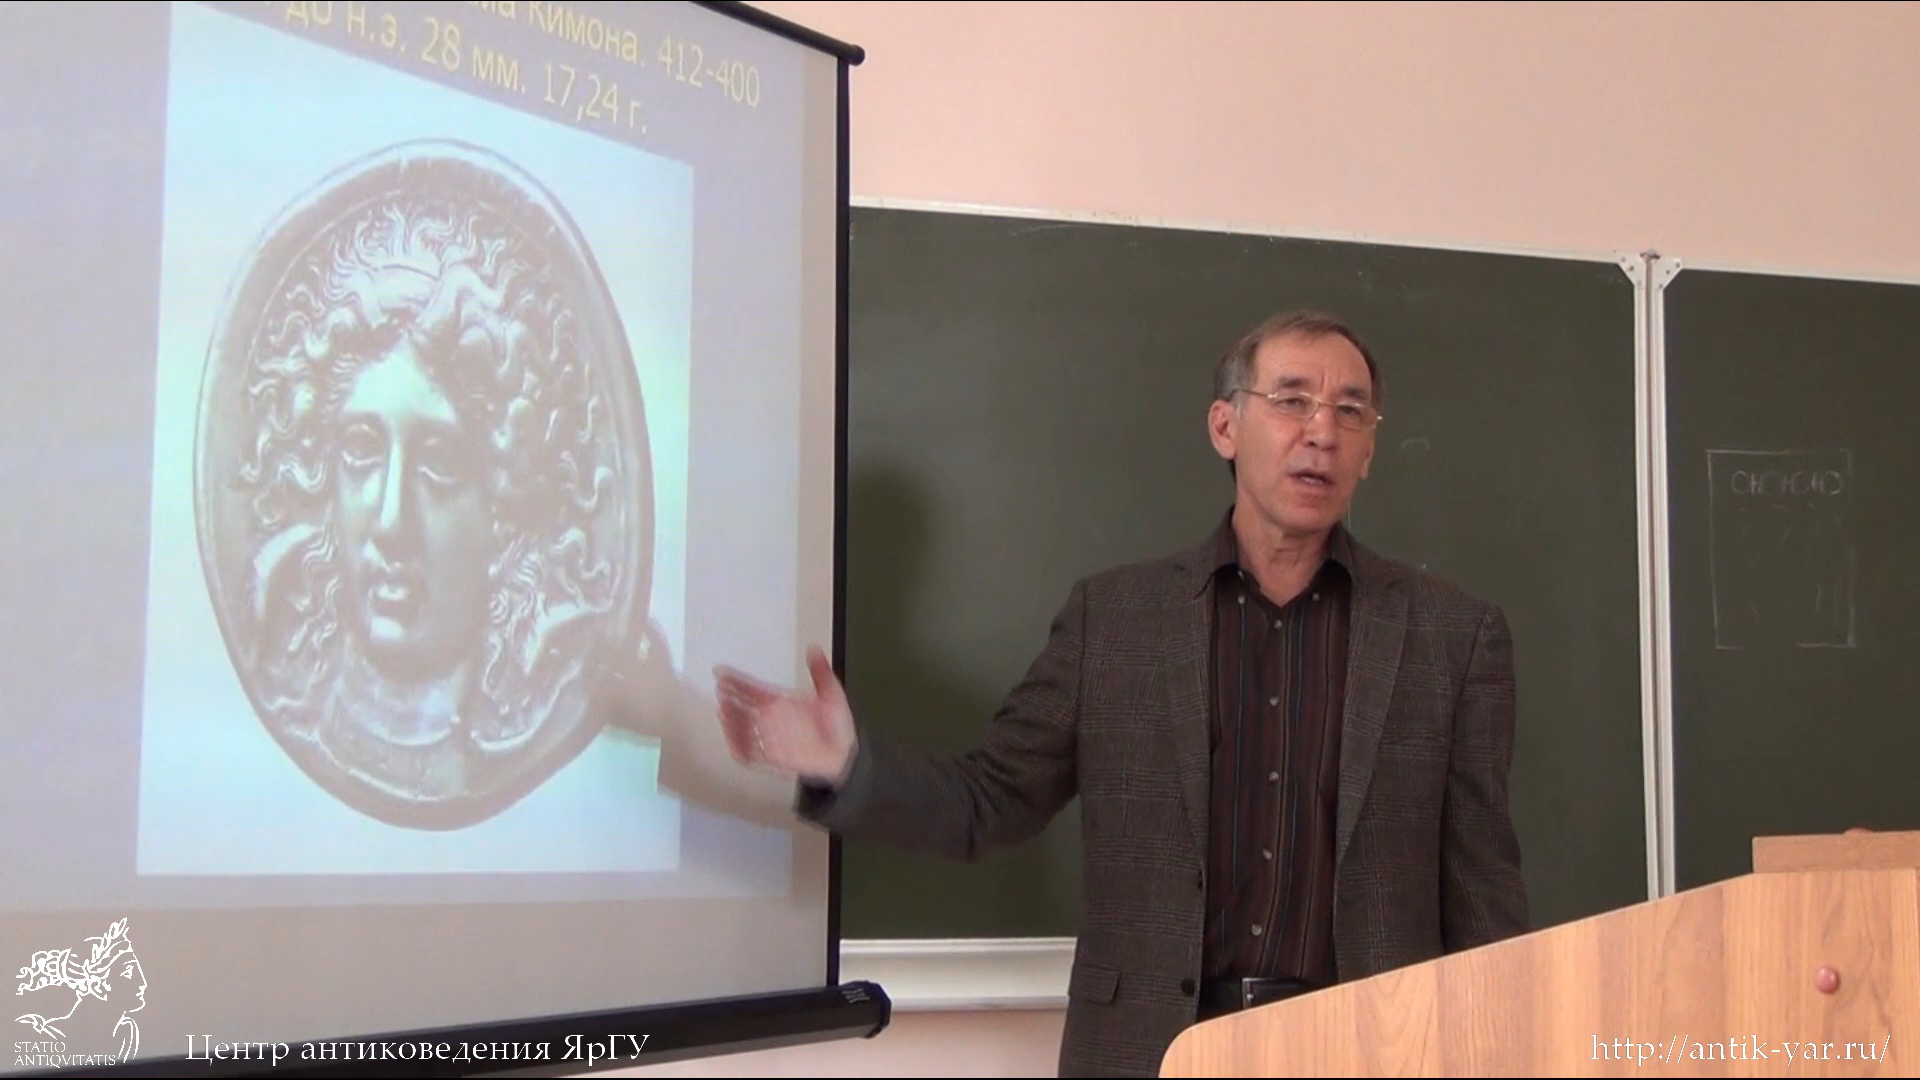 Кимона. 412-400
до н.э. 28 мм. 17,24 г.
STATIO
ANTIQVITATIS
Центр антиковедения ЯрГУ
http://antik-yar.ru/